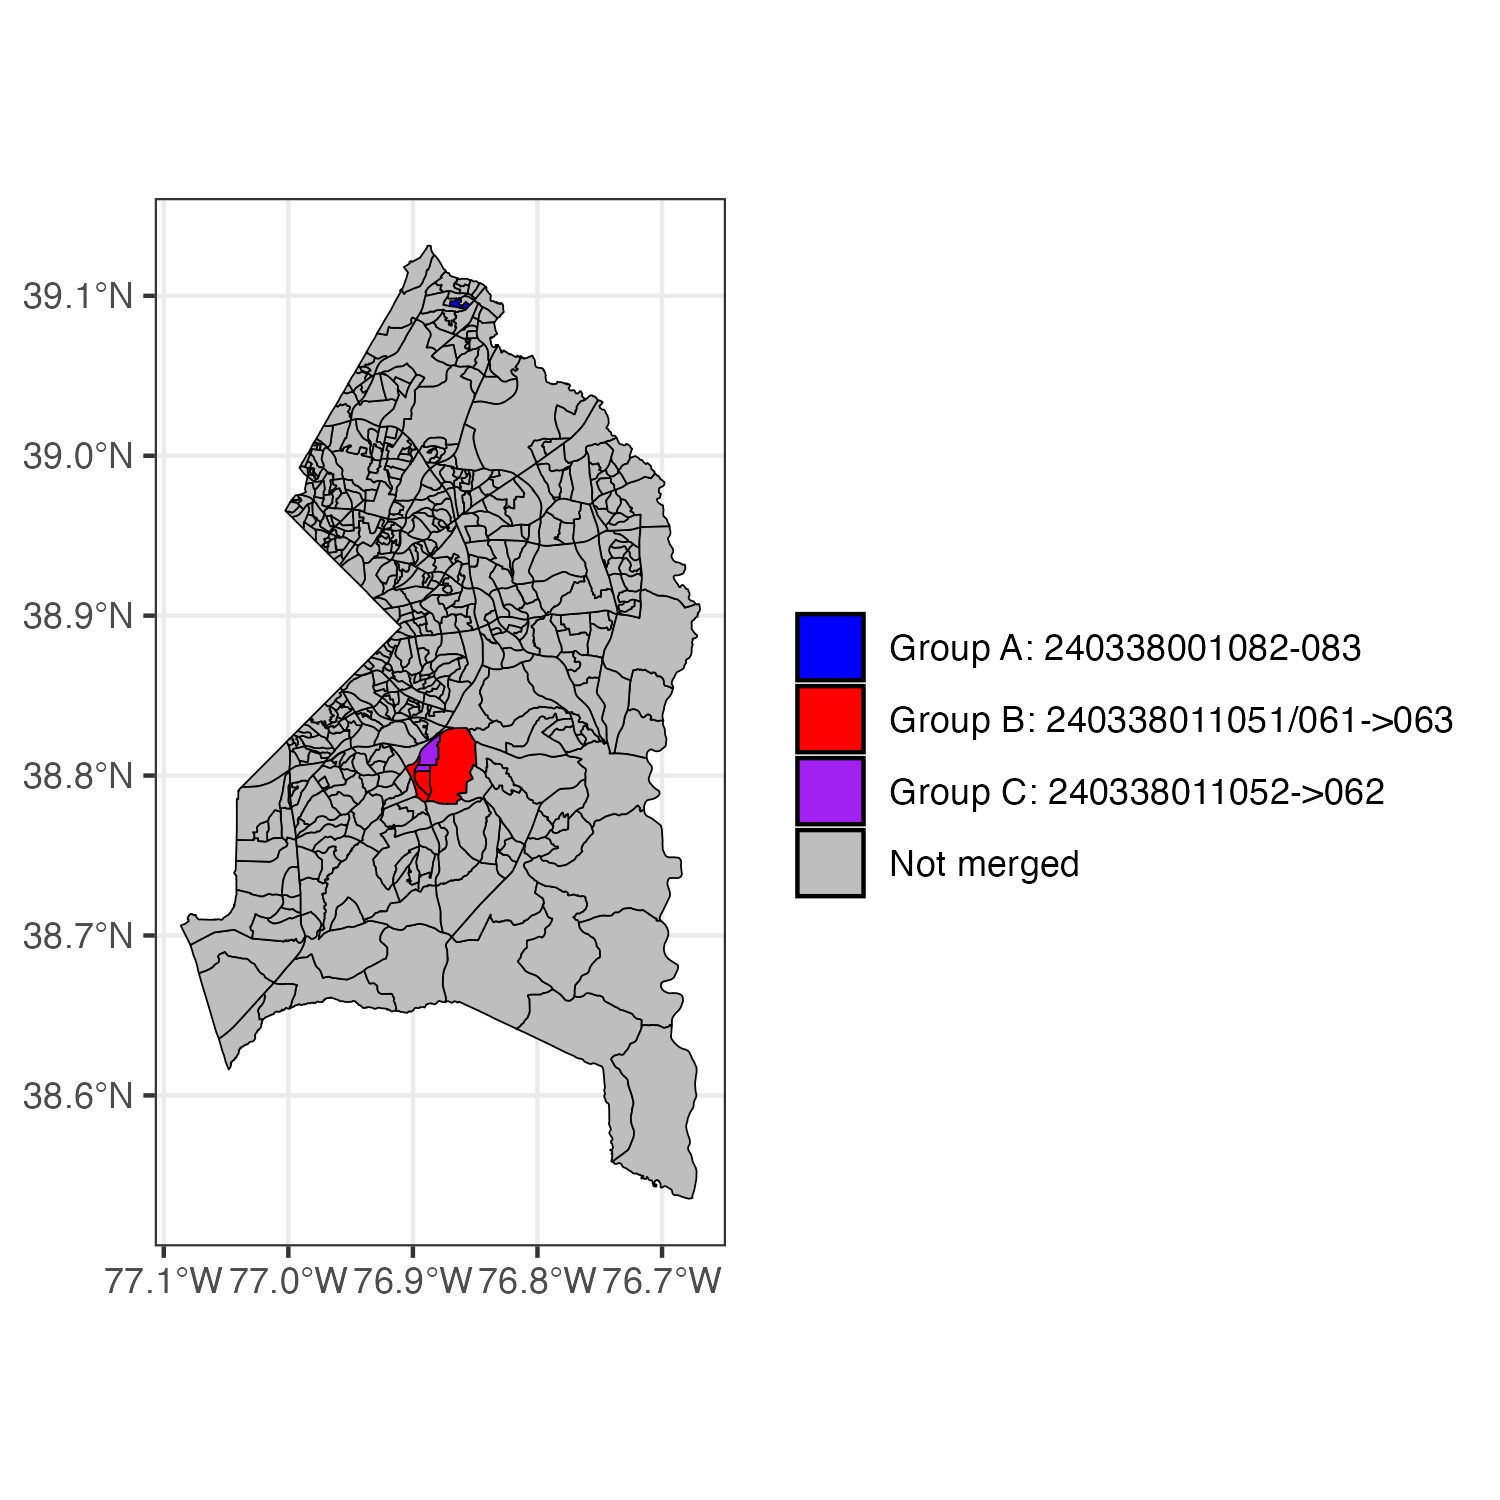 39.1°N
39.0°N
38.9°N
38.8°N
38.7°N
38.6°N
77.1°W 77.0°W 76.9°W 76.8°W 76.7°W
Group A: 240338001082-083
Group B: 240338011051/061->063
Group C: 240338011052->062
Not merged